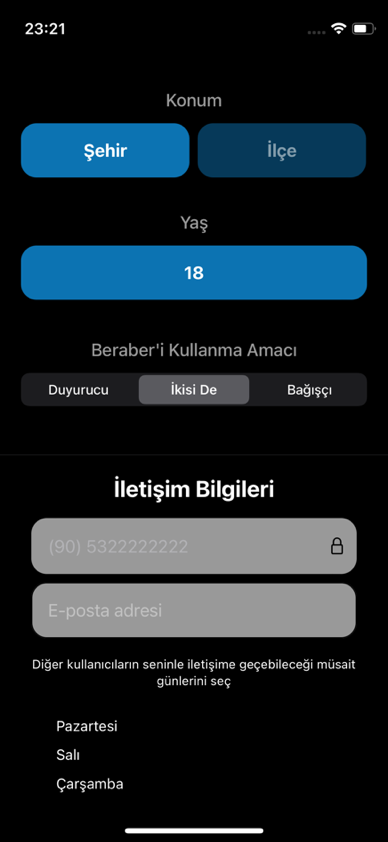 23:21
Konum
Şehir
İlçe
Yaş
18
Beraber'i Kullanma Amacı
Duyurucu
İkisi De
Bağışçı
İletişim Bilgileri
(90) 5322222222
E-posta adresi
Diğer kullanıcıların seninle iletişime geçebileceği müsait
günlerini seç
Pazartesi
Salı
Çarşamba